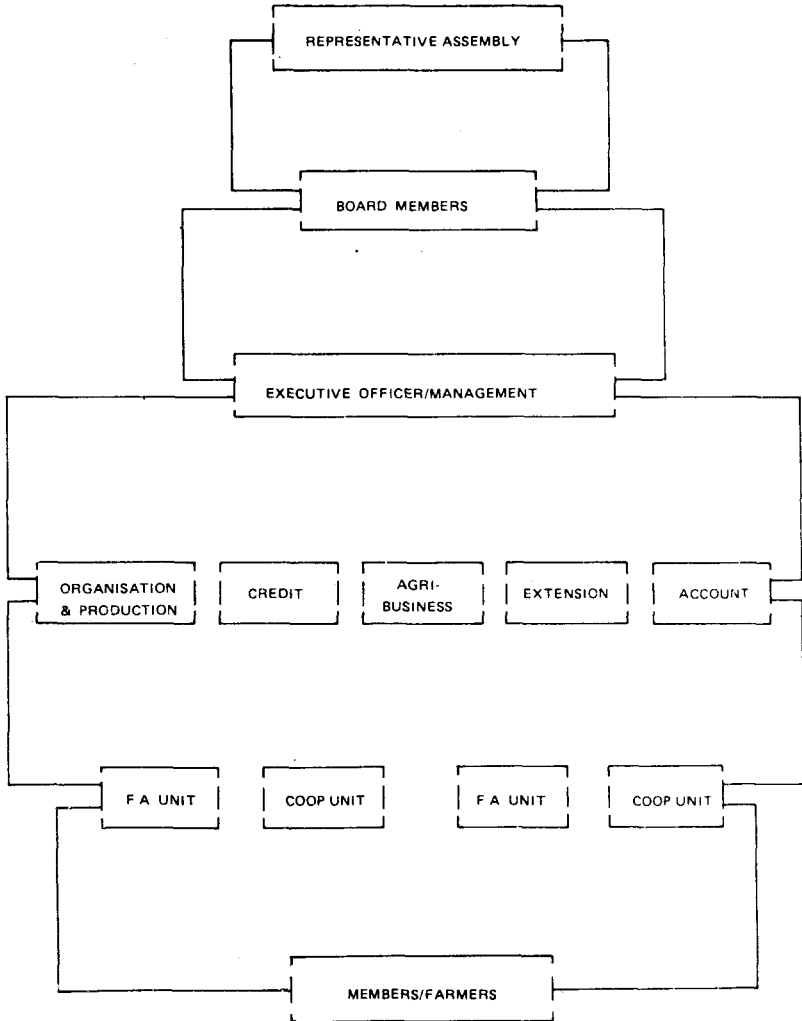 REPRESENTATIVE ASSEMBLY
BOARD MEMBERS
EXECUTIVE OFFICER/MANAGEMENT
ORGANISATION
& PRODUCTION
CREDIT
AGRI-
BUSINESS
EXTENSION
ACCOUNT
F A UNIT
COOP UNIT
F A UNIT
COOP UNIT
MEMBERS/FARMERS